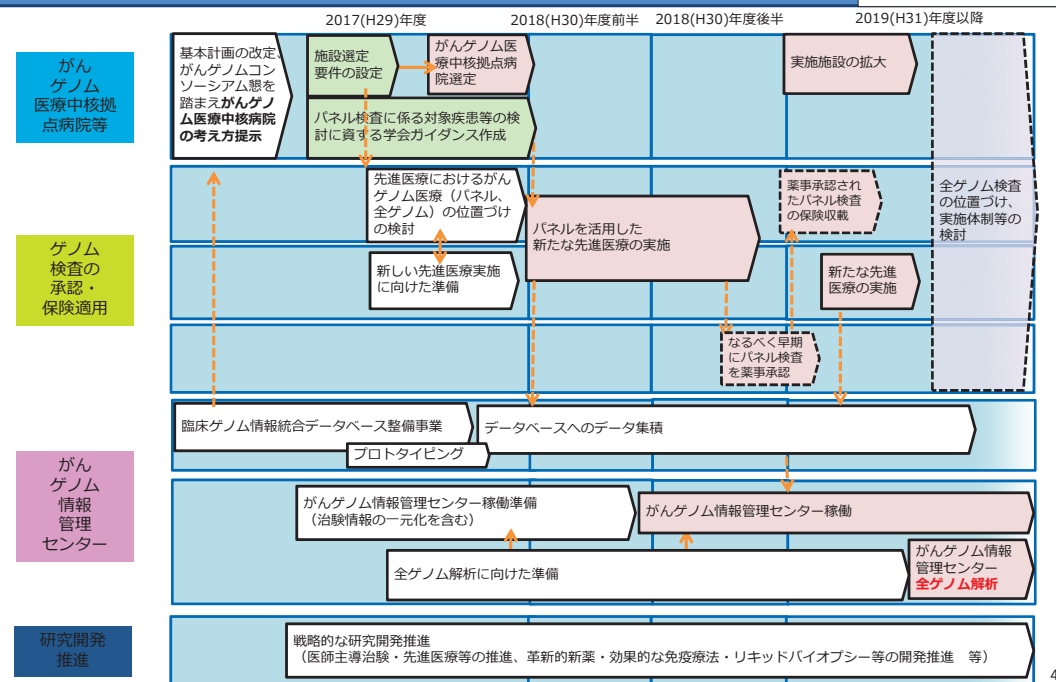 2017(H29)年度
2018(H30)年度前半
2018(H30)年度後半
2019(H31)年度以降
がん
ゲノム
医療中核拠
点病院等
基本計画の改定、
がんゲノムコン
ソーシアム懇を
踏まえがんゲノ
ム医療中核病院
の考え方提示
施設選定
要件の設定
がんゲノム医
療中核拠点病
院選定
パネル検査に係る対象疾患等の検
討に資する学会ガイダンス作成
実施施設の拡大
ゲノム
検査の
承認・
保険適用
先進医療におけるがん
ゲノム医療（パネル、
全ゲノム）の位置づけ
の検討
新しい先進医療実施
に向けた準備
パネルを活用した
新たな先進医療の実施
薬事承認され
たパネル検査
の保険収載
新たな先進
医療の実施
なるべく早期
にパネル検査
を薬事承認
全ゲノム検査
の位置づけ、
実施体制等の
検討
がん
ゲノム
情報
管理
センター
臨床ゲノム情報統合データベース整備事業
プロトタイピング
データベースへのデータ集積
がんゲノム情報管理センター稼働準備
（治験情報の一元化を含む）
がんゲノム情報管理センター稼働
全ゲノム解析に向けた準備
がんゲノム情報
管理センター
全ゲノム解析
研究開発
推進
戦略的な研究開発推進
（医師主導治験・先進医療等の推進、革新的新薬・効果的な免疫療法・リキッドバイオプシー等の開発推進　等）
4